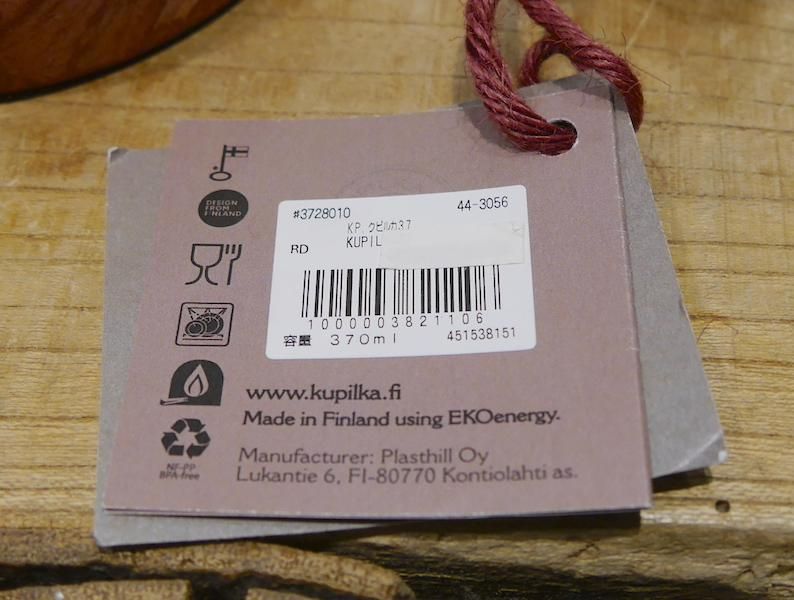 DESIGN
FROM
FINLAND
#3728010
44-3056
KP. クピルカ37
RD
KUPIL
1000003821106
容量 370ml
451538151
www.kupilka.fi
Made in Finland using EKOenergy.
NF-PP
BPA-free
Manufacturer: Plasthill Oy
Lukantie 6, FI-80770 Kontiolahti as.